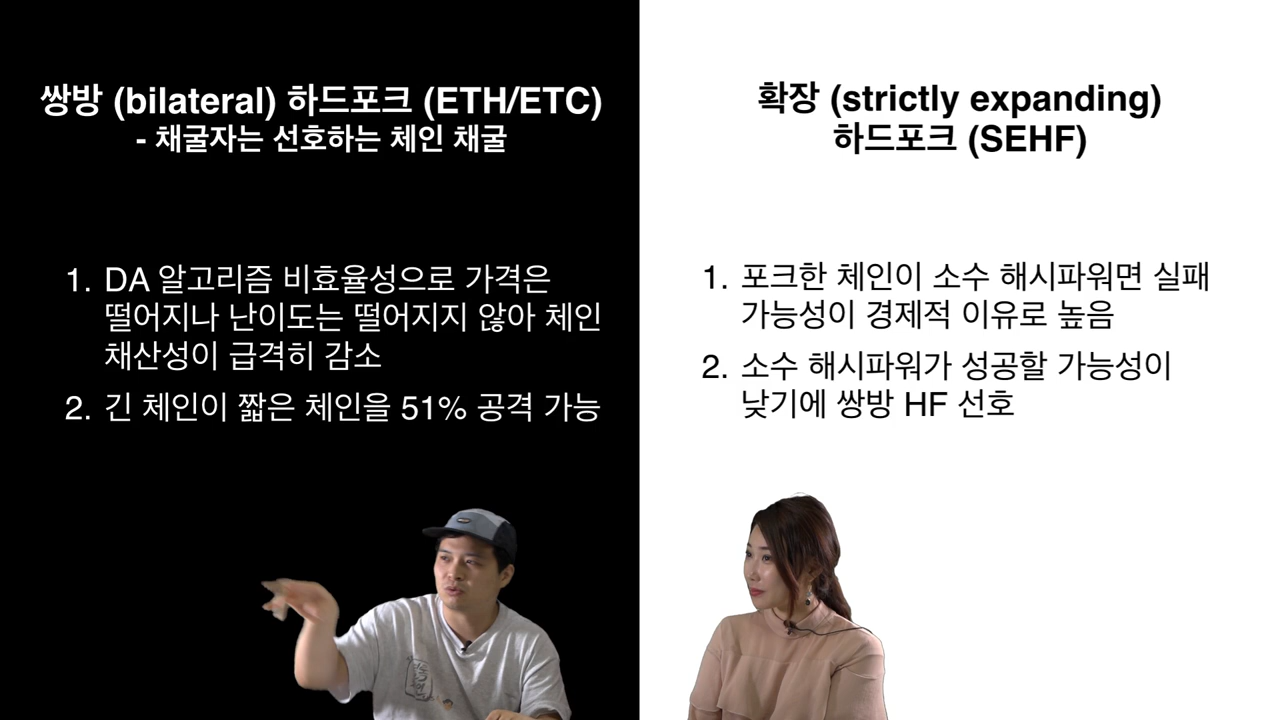 쌍방 (bilateral) 하드포크 (ETH/ETC)
- 채굴자는 선호하는 체인 채굴
1. DA 알고리즘 비효율성으로 가격은
떨어지나 난이도는 떨어지지 않아 체인
채산성이 급격히 감소
2. 긴 체인이 짧은 체인을 51% 공격 가능
확장 (strictly expanding)
하드포크 (SEHF)
1. 포크한 체인이 소수 해시파워면 실패
가능성이 경제적 이유로 높음
2. 소수 해시파워가 성공할 가능성이
낮기에 쌍방 HF 선호